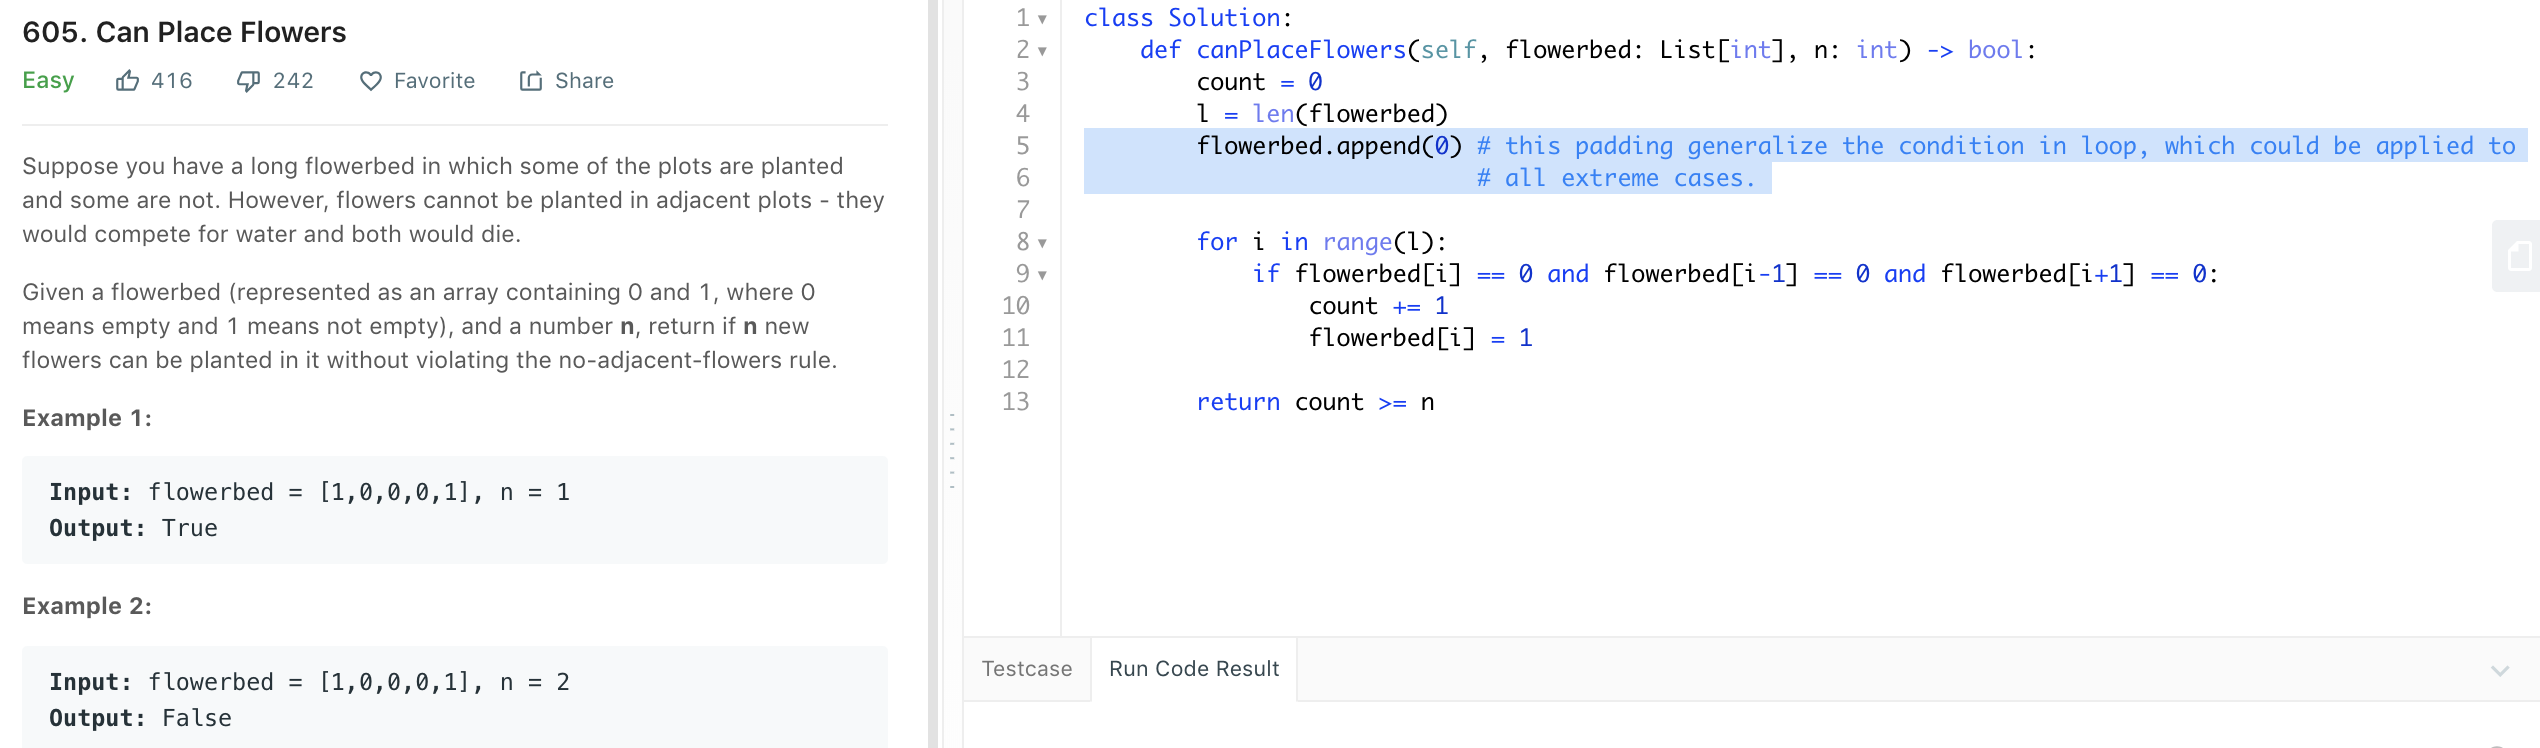 605. Can Place Flowers
Easy 416 242 Favorite Share
Suppose you have a long flowerbed in which some of the plots are planted
and some are not. However, flowers cannot be planted in adjacent plots - they
would compete for water and both would die.
Given a flowerbed (represented as an array containing 0 and 1, where 0
means empty and 1 means not empty), and a number n, return if n new
flowers can be planted in it without violating the no-adjacent-flowers rule.
Example 1:
Input: flowerbed = [1,0,0,0,1], n = 1
Output: True
Example 2:
Input: flowerbed = [1,0,0,0,1], n = 2
Output: False
1 class Solution:
2     def canPlaceFlowers(self, flowerbed: List[int], n: int) -> bool:
3         count = 0
4         l = len(flowerbed)
5         flowerbed.append(0) # this padding generalize the condition in loop, which could be applied to
6                             # all extreme cases.
7
8         for i in range(l):
9             if flowerbed[i] == 0 and flowerbed[i-1] == 0 and flowerbed[i+1] == 0:
10                 count += 1
11                 flowerbed[i] = 1
12
13         return count >= n
Testcase Run Code Result